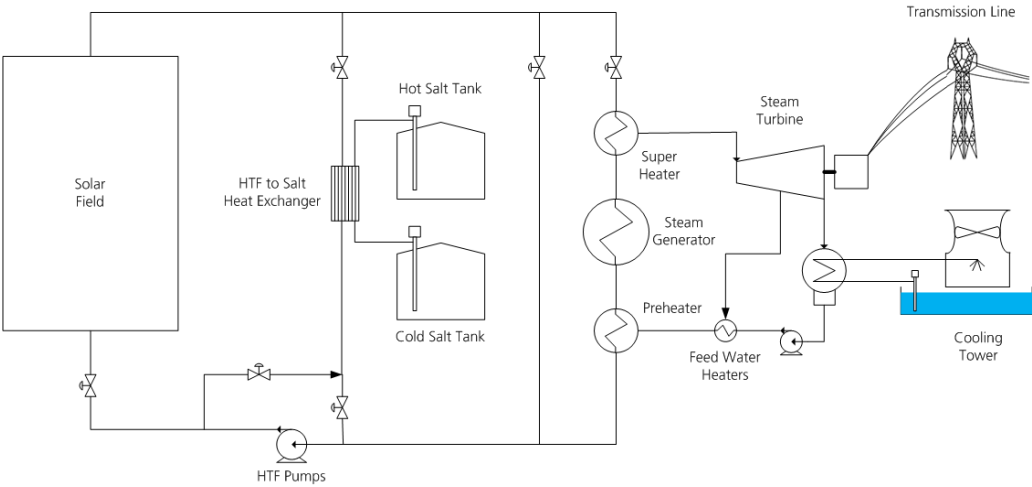 Transmission Line
Hot Salt Tank
Steam
Turbine
Solar
Field
HTF to Salt
Heat Exchanger
Super
Heater
Steam
Generator
Cold Salt Tank
Preheater
Feed Water
Heaters
Cooling
Tower
HTF Pumps